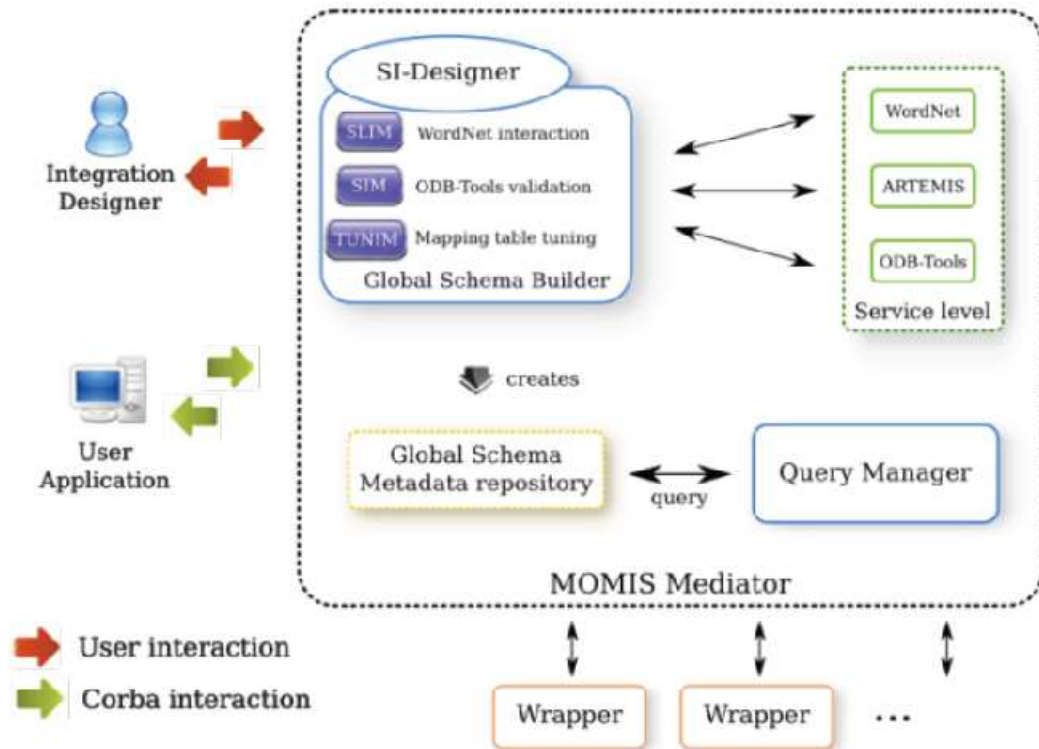 SI-Designer
SLIM WordNet interaction
SIM ODB-Tools validation
TUNIM Mapping table tuning
Global Schema Builder
WordNet
ARTEMIS
ODB-Tools
Service level
Integration
Designer
creates
User
Application
Global Schema
Metadata repository
query
Query Manager
MOMIS Mediator
User interaction
Corba interaction
Wrapper
Wrapper
...